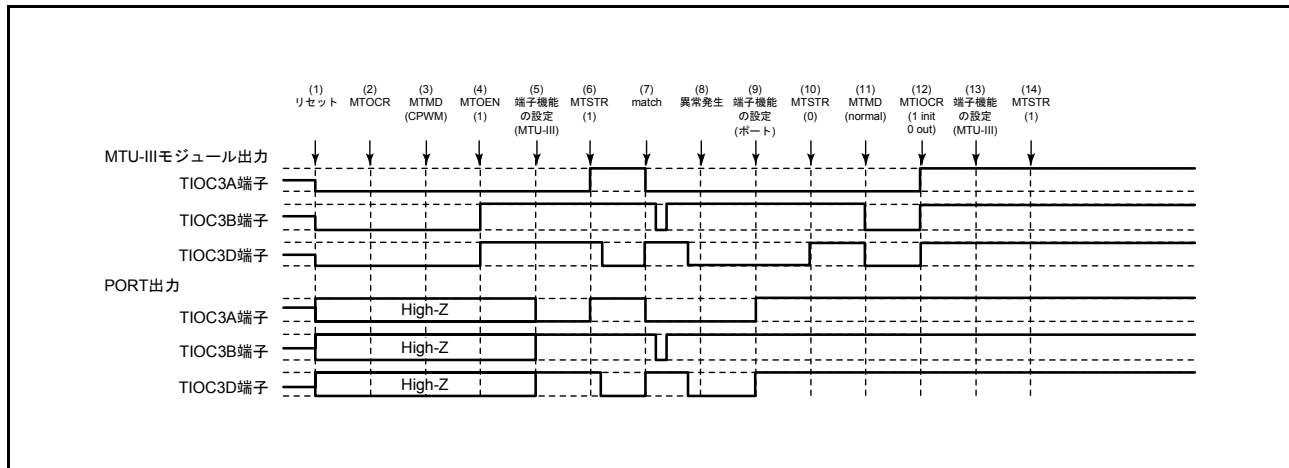 (1)
リセット
(2)
MTOCR
(3)
MTMD
(CPWM)
(4)
MTOEN
(1)
(5)
端子機能
の設定
(MTU-III)
(6)
MTSTR
(1)
(7)
match
(8)
異常発生
(9)
端子機能
の設定
(ポート)
(10)
MTSTR
(0)
(11)
MTMD
(normal)
(12)
MTIOCR
(1 init
0 out)
(13)
端子機能
の設定
(MTU-III)
(14)
MTSTR
(1)
MTU-IIIモジュール出力
TIOC3A端子
TIOC3B端子
TIOC3D端子
PORT出力
TIOC3A端子
High-Z
TIOC3B端子
High-Z
TIOC3D端子
High-Z